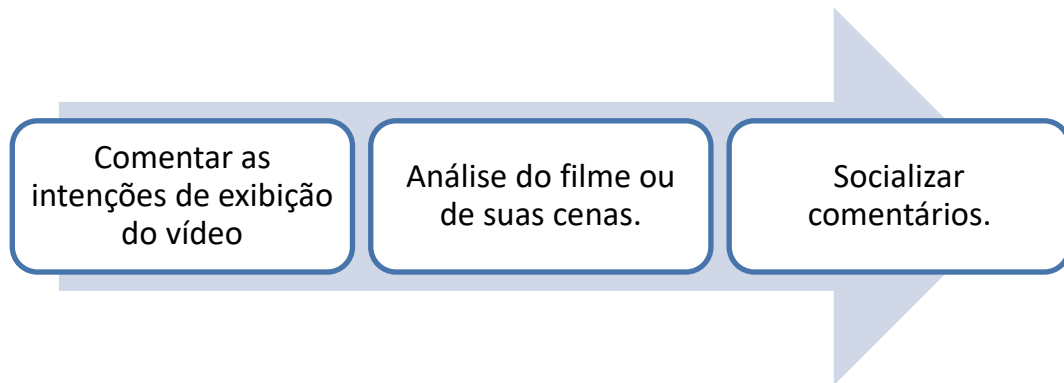 Comentar as
intenções de exibição
do vídeo
Análise do filme ou
de suas cenas.
Socializar
comentários.